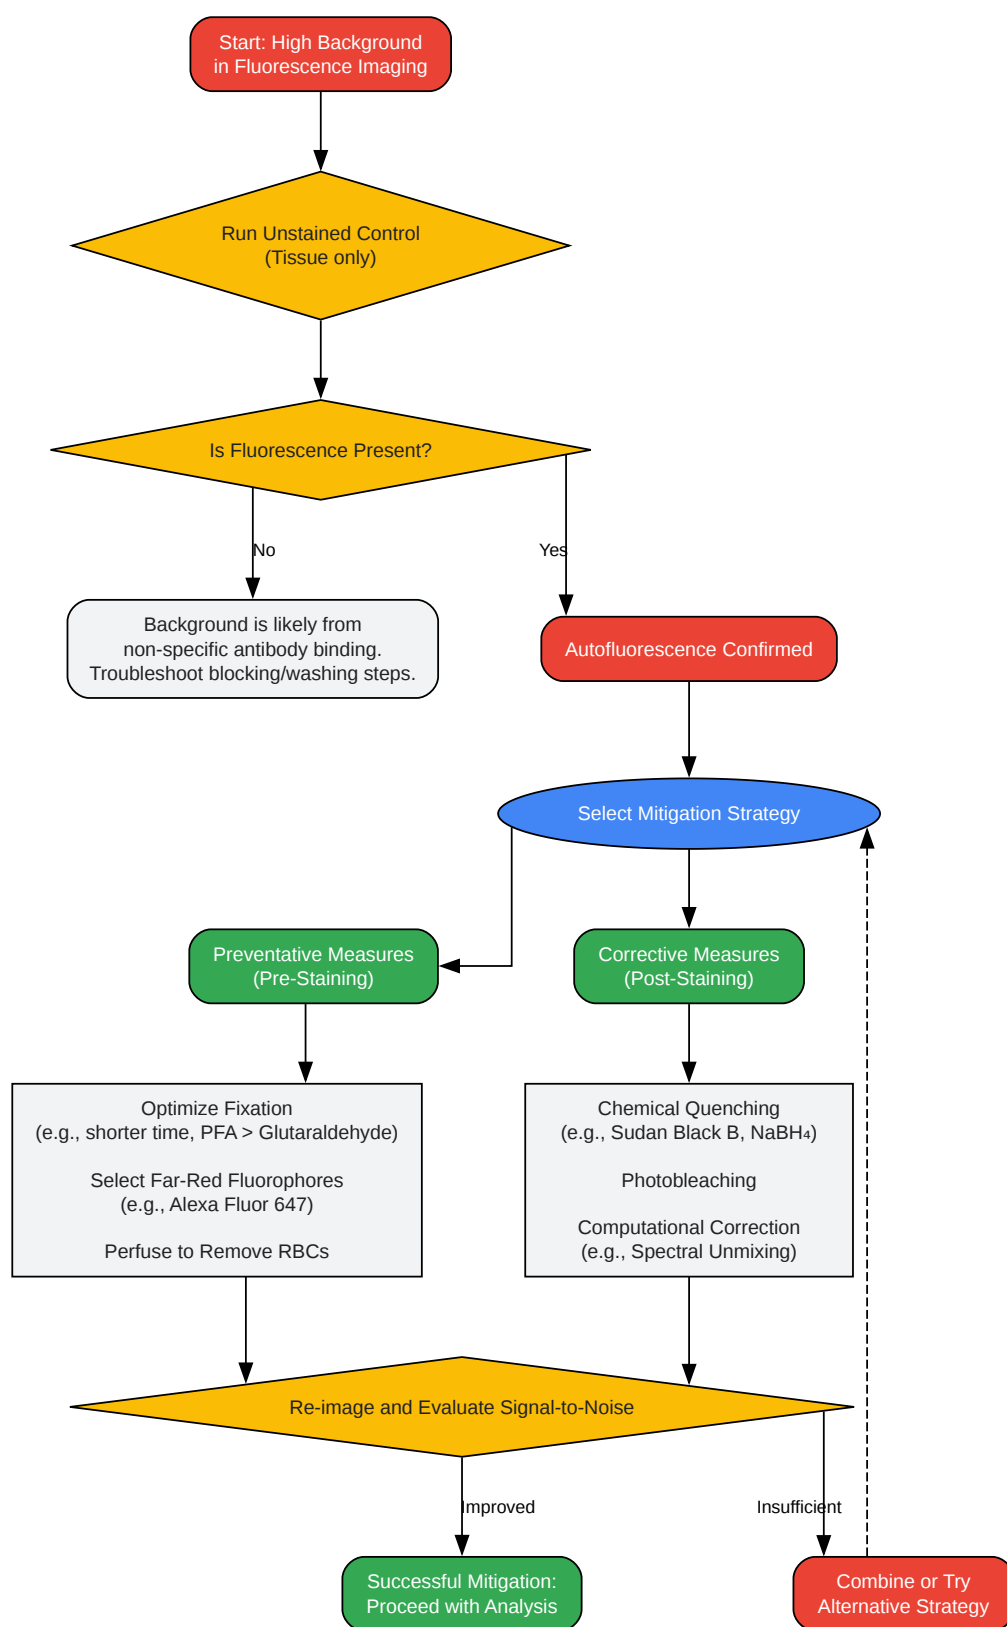 Start: High Background
in Fluorescence Imaging
Run Unstained Control
(Tissue only)
Is Fluorescence Present?
No
Yes
Background is likely from
non-specific antibody binding.
Troubleshoot blocking/washing steps.
Autofluorescence Confirmed
Select Mitigation Strategy
Preventative Measures
(Pre-Staining)
Corrective Measures
(Post-Staining)
Optimize Fixation
(e.g., shorter time, PFA > Glutaraldehyde)
Select Far-Red Fluorophores
(e.g., Alexa Fluor 647)
Perfuse to Remove RBCs
Chemical Quenching
(e.g., Sudan Black B, NaBH₄)
Photobleaching
Computational Correction
(e.g., Spectral Unmixing)
Re-image and Evaluate Signal-to-Noise
Improved
Insufficient
Successful Mitigation:
Proceed with Analysis
Combine or Try
Alternative Strategy